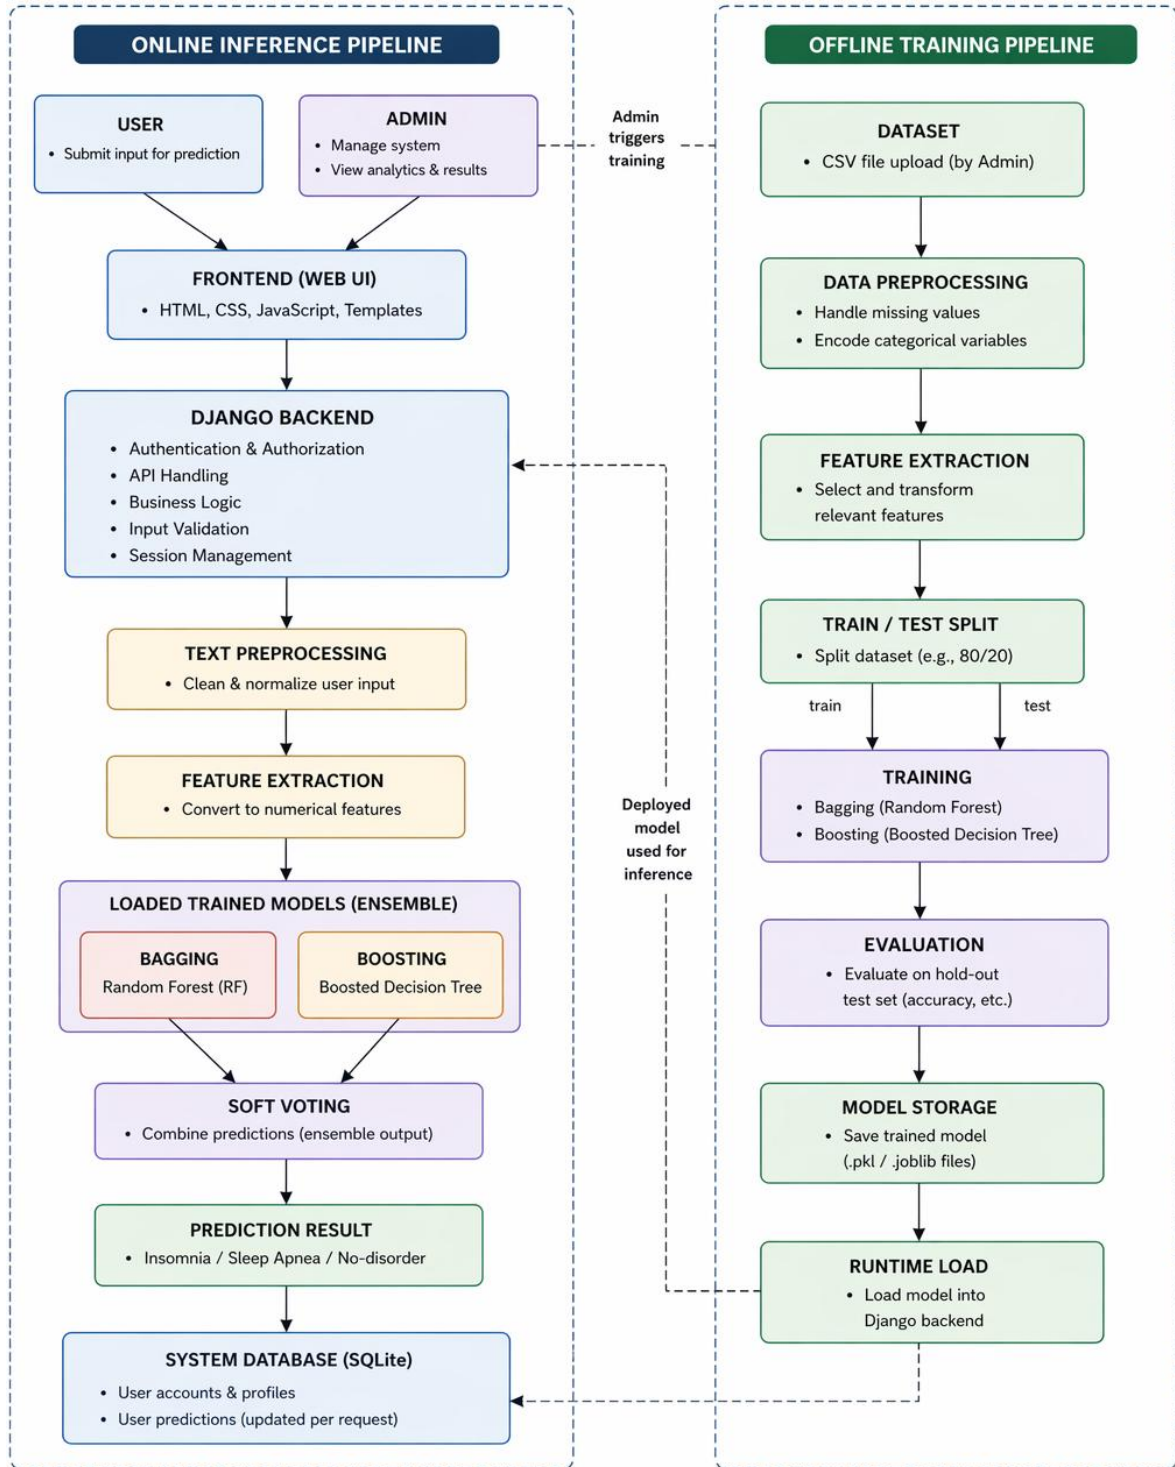 ONLINE INFERENCE PIPELINE
USER
• Submit input for prediction
ADMIN
• Manage system
• View analytics & results
FRONTEND (WEB UI)
• HTML, CSS, JavaScript, Templates
DJANGO BACKEND
• Authentication & Authorization
• API Handling
• Business Logic
• Input Validation
• Session Management
TEXT PREPROCESSING
• Clean & normalize user input
FEATURE EXTRACTION
• Convert to numerical features
LOADED TRAINED MODELS (ENSEMBLE)
BAGGING
Random Forest (RF)
BOOSTING
Boosted Decision Tree
SOFT VOTING
• Combine predictions (ensemble output)
PREDICTION RESULT
• Insomnia / Sleep Apnea / No-disorder
SYSTEM DATABASE (SQLite)
• User accounts & profiles
• User predictions (updated per request)
Admin
triggers
training
Deployed
model
used for
inference
OFFLINE TRAINING PIPELINE
DATASET
• CSV file upload (by Admin)
DATA PREPROCESSING
• Handle missing values
• Encode categorical variables
FEATURE EXTRACTION
• Select and transform
relevant features
TRAIN / TEST SPLIT
• Split dataset (e.g., 80/20)
train
test
TRAINING
• Bagging (Random Forest)
• Boosting (Boosted Decision Tree)
EVALUATION
• Evaluate on hold-out
test set (accuracy, etc.)
MODEL STORAGE
• Save trained model
(.pkl / .joblib files)
RUNTIME LOAD
• Load model into
Django backend